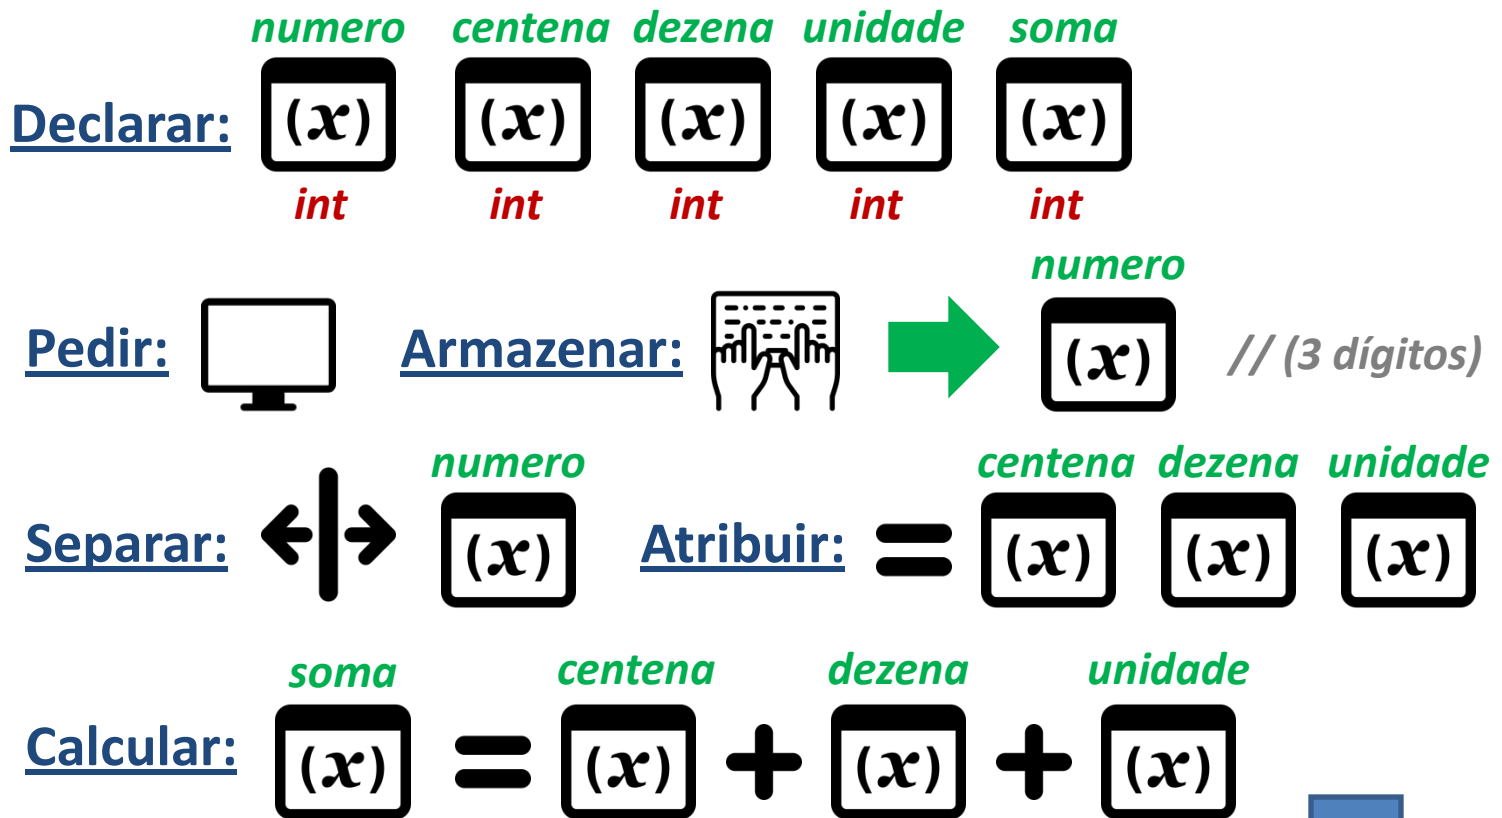 numero centena dezena unidade soma
Declarar: (x) (x) (x) (x) (x)
int int int int int
numero
Pedir: Armazenar: (x) // (3 dígitos)
numero centena dezena unidade
Separar: (x) Atribuir: = (x) (x) (x)
soma centena dezena unidade
Calcular: (x) = (x) + (x) + (x)